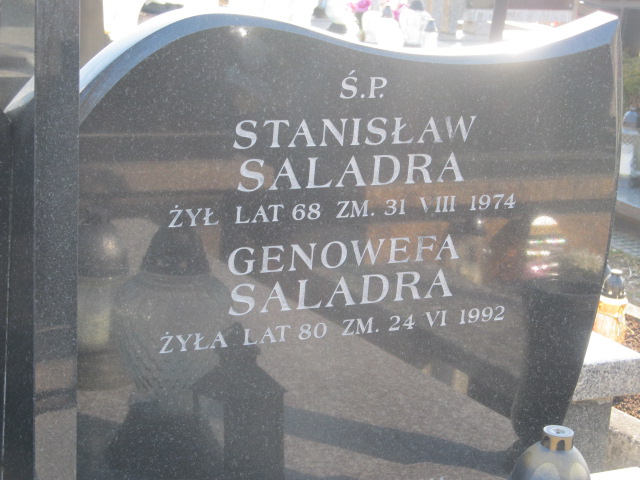 Ś.P.
STANISŁAW
SALADRA
ŻYŁ LAT 68 ZM. 31 VIII 1974
GENOWEFA
SALADRA
ŻYŁA LAT 80 ZM. 24 VI 1992